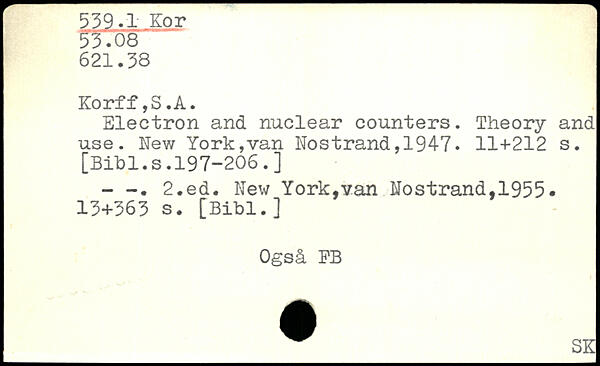 539.1 Kor
53.08
621.38
Korff,S.A.
Electron and nuclear counters. Theory and
use. New York,van Nostrand,1947. 11+212 s.
[Bibl.s.197-206.]
- -. 2.ed. New York,van Nostrand,1955.
13+363 s. [Bibl.]
Også FB
SK